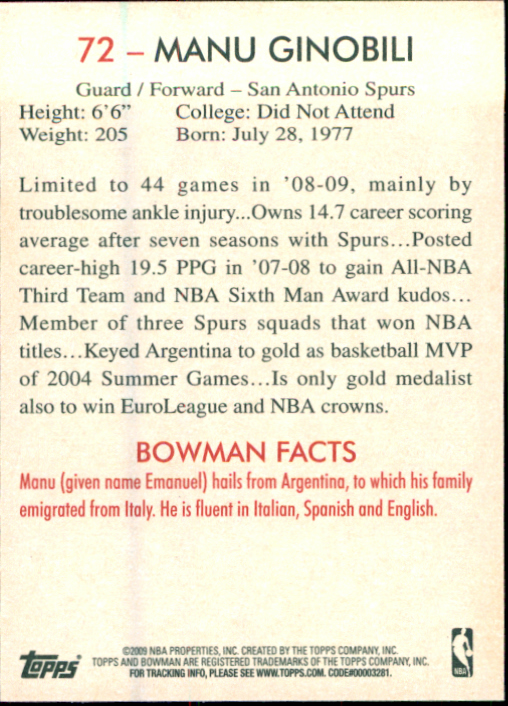 72 – MANU GINOBILI
Guard / Forward – San Antonio Spurs
Height: 6'6" College: Did Not Attend
Weight: 205 Born: July 28, 1977
Limited to 44 games in '08-09, mainly by
troublesome ankle injury...Owns 14.7 career scoring
average after seven seasons with Spurs...Posted
career-high 19.5 PPG in '07-08 to gain All-NBA
Third Team and NBA Sixth Man Award kudos...
Member of three Spurs squads that won NBA
titles...Keyed Argentina to gold as basketball MVP
of 2004 Summer Games...Is only gold medalist
also to win EuroLeague and NBA crowns.
BOWMAN FACTS
Manu (given name Emanuel) hails from Argentina, to which his family
emigrated from Italy. He is fluent in Italian, Spanish and English.
Topps
©2009 NBA PROPERTIES, INC. CREATED BY THE TOPPS COMPANY, INC.
TOPPS AND BOWMAN ARE REGISTERED TRADEMARKS OF THE TOPPS COMPANY, INC.
FOR TRACKING INFO, PLEASE SEE WWW.TOPPS.COM. CODE#00003281.
NBA